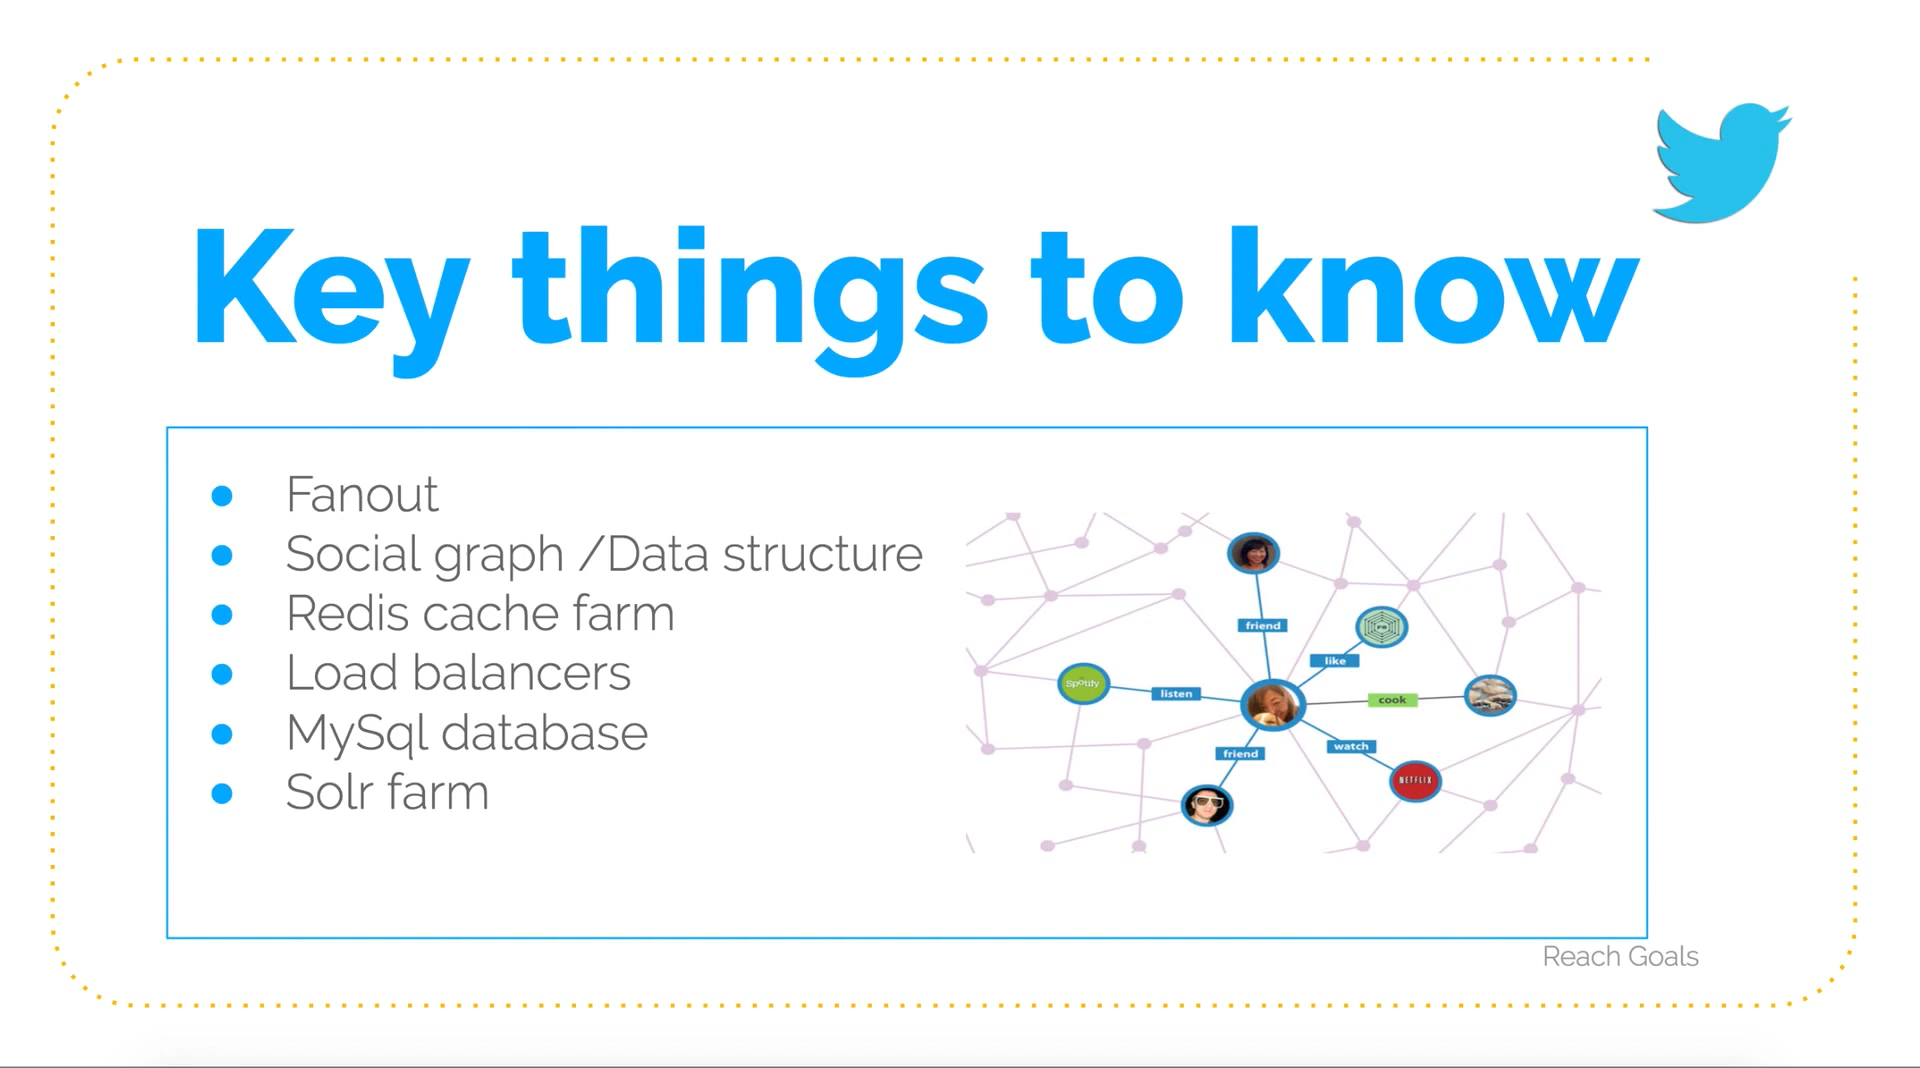 Key things to know
Fanout
Social graph /Data structure
Redis cache farm
Load balancers
MySql database
Solr farm
friend
like
Spotify
listen
cook
friend
watch
NETFLIX
Reach Goals